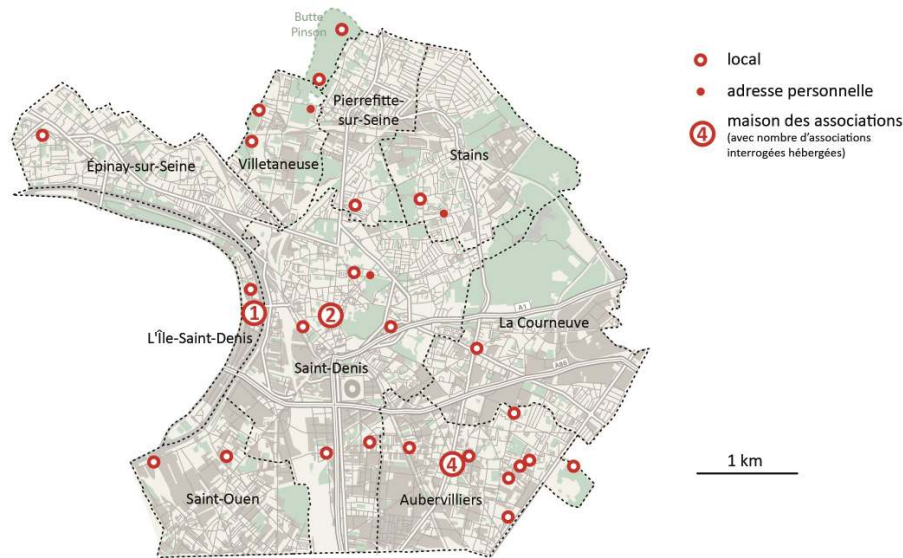 Butte
Pinson
Pierrefitte-
sur-Seine
Stains
Épinay-sur-Seine
Villetaneuse
A1
1
2
L'Île-Saint-Denis
La Courneuve
Saint-Denis
A86
4
Saint-Ouen
Aubervilliers
local
adresse personnelle
4
maison des associations
(avec nombre d'associations
interrogées hébergées)
1 km